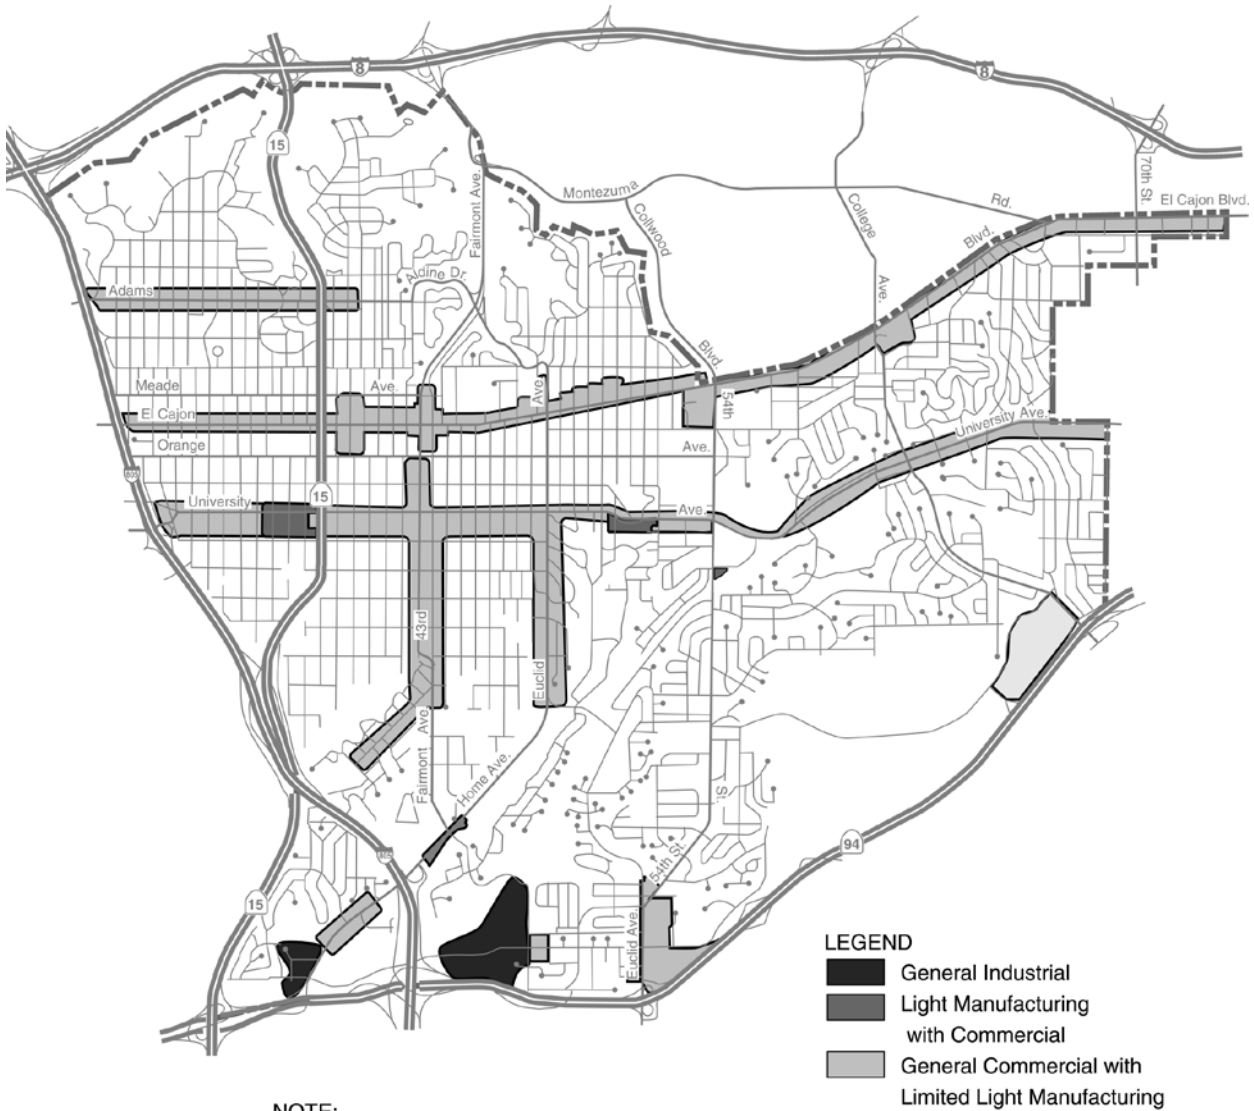 8
8
15
Fairmont Ave.
Montezuma
Collwood
College
Rd.
70th St.
El Cajon Blvd.
Blvd.
Aldine Dr.
Adams
Ave.
Blvd.
Meade
Ave.
Ave.
El Cajon
54th
University Ave.
Orange
Ave.
805
15
University
Ave.
43rd
Euclid
Fairmont Ave.
Home Ave.
St.
94
805
54th St.
15
Euclid Ave.
LEGEND
General Industrial
Light Manufacturing
with Commercial
General Commercial with
Limited Light Manufacturing
NOTE: